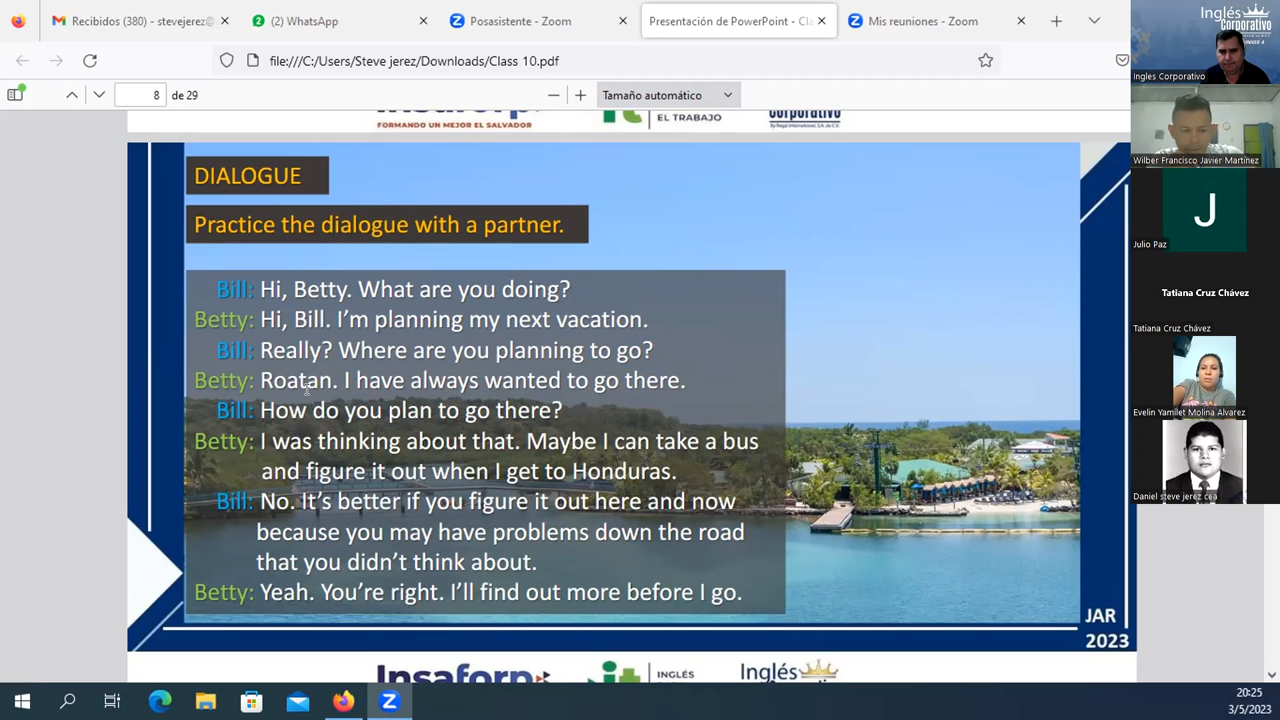 Recibidos (380) - stevejerez@
(2) WhatsApp
Posasistente - Zoom
Presentación de PowerPoint - Cla
Mis reuniones - Zoom
file:///C:/Users/Steve jerez/Downloads/Class 10.pdf
8
de 29
Tamaño automático
FORMANDO UN MEJOR EL SALVADOR
EL TRABAJO
corporativo
DIALOGUE
Practice the dialogue with a partner.
Bill: Hi, Betty. What are you doing?
Betty: Hi, Bill. I'm planning my next vacation.
Bill: Really? Where are you planning to go?
Betty: Roatan. I have always wanted to go there.
Bill: How do you plan to go there?
Betty: I was thinking about that. Maybe I can take a bus
and figure it out when I get to Honduras.
Bill: No. It's better if you figure it out here and now
because you may have problems down the road
that you didn't think about.
Betty: Yeah. You're right. I'll find out more before I go.
JAR
2023
Insaforp
INGLÉS
Inglés
Inglés
Corporativo
Ingles Corporativo
Wilber Francisco Javier Martínez
J
Julio Paz
Tatiana Cruz Chávez
Tatiana Cruz Chávez
Evelin Yamilet Molina Alvarez
Daniel steve jerez cea
20:25
3/5/2023